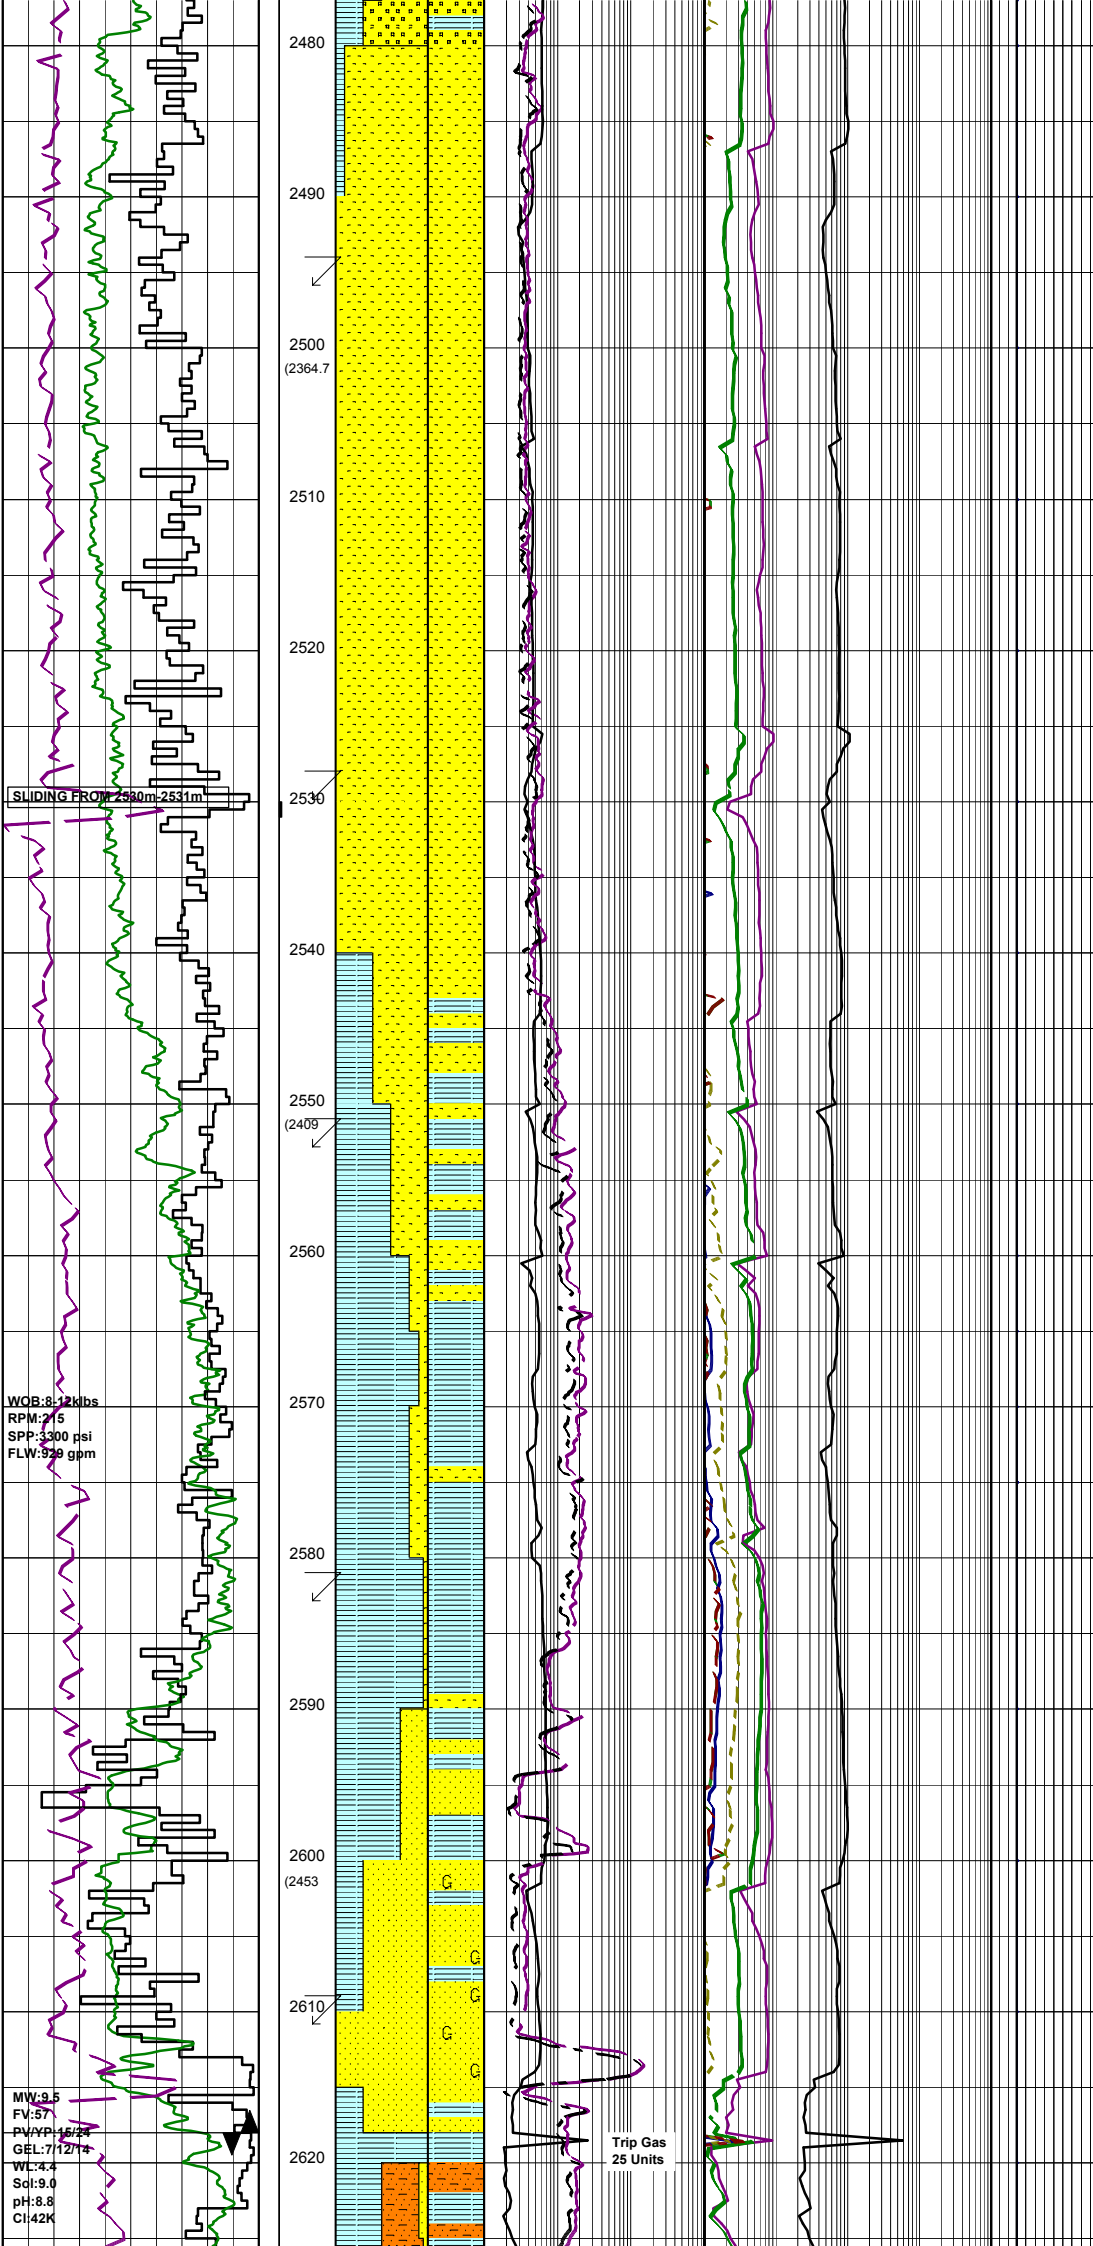 2480
2490
2500
(2364.7
2510
2520
SLIDING FROM 2530m-2531m
2530
2540
2550
(2409
2560
2570
WOB:8-12klbs
RPM:215
SPP:3300 psi
FLW:929 gpm
2580
2590
2600
(2453
G
G
G
2610
G
G
MW:9.5
FV:57
PV/YP:15/24
GEL:7/12/14
WL:4.4
Sol:9.0
pH:8.8
Cl:42K
Trip Gas
25 Units
2620